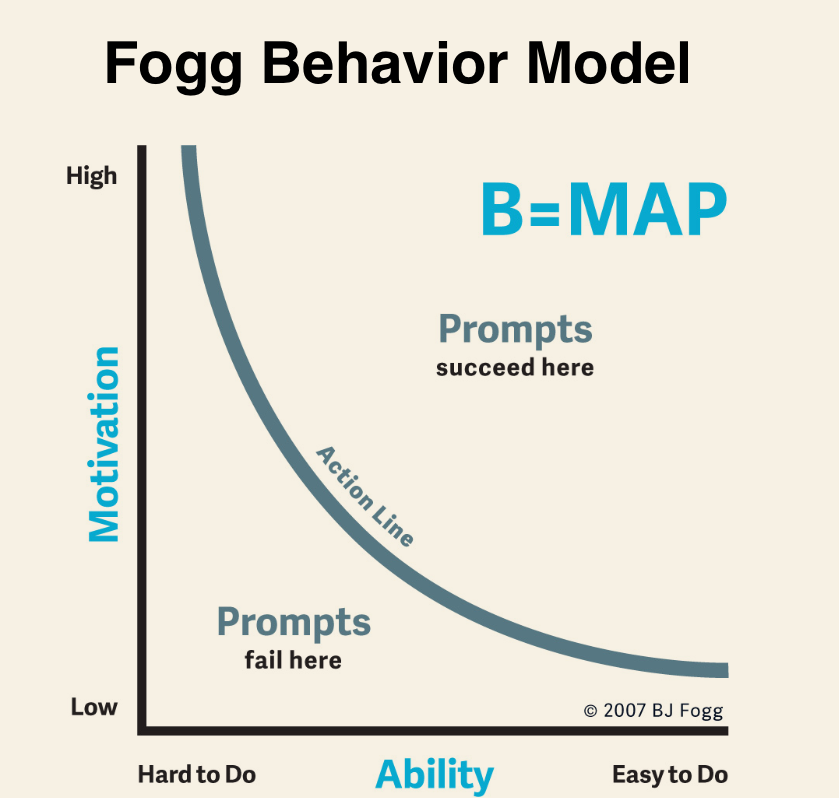 Fogg Behavior Model
High
B=MAP
Prompts
succeed here
Motivation
Action Line
Prompts
fail here
Low
© 2007 BJ Fogg
Hard to Do
Ability
Easy to Do